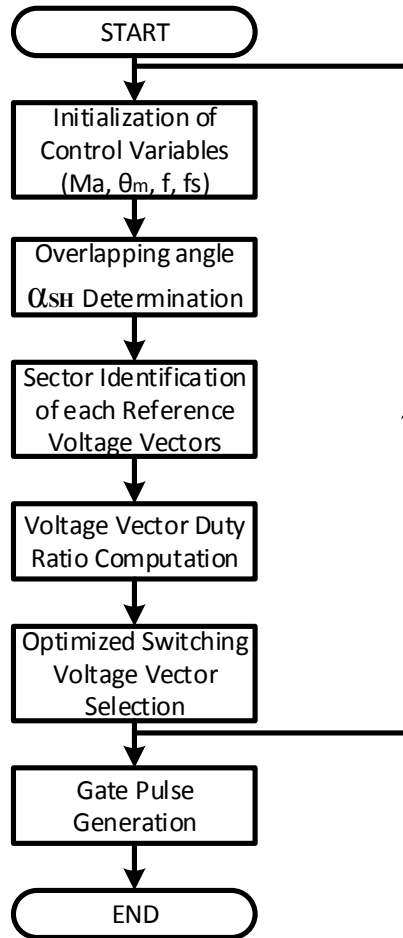 START
Initialization of
Control Variables
(Ma, θm, f, fs)
Overlapping angle
αSH Determination
Sector Identification
of each Reference
Voltage Vectors
Voltage Vector Duty
Ratio Computation
Optimized Switching
Voltage Vector
Selection
Gate Pulse
Generation
END